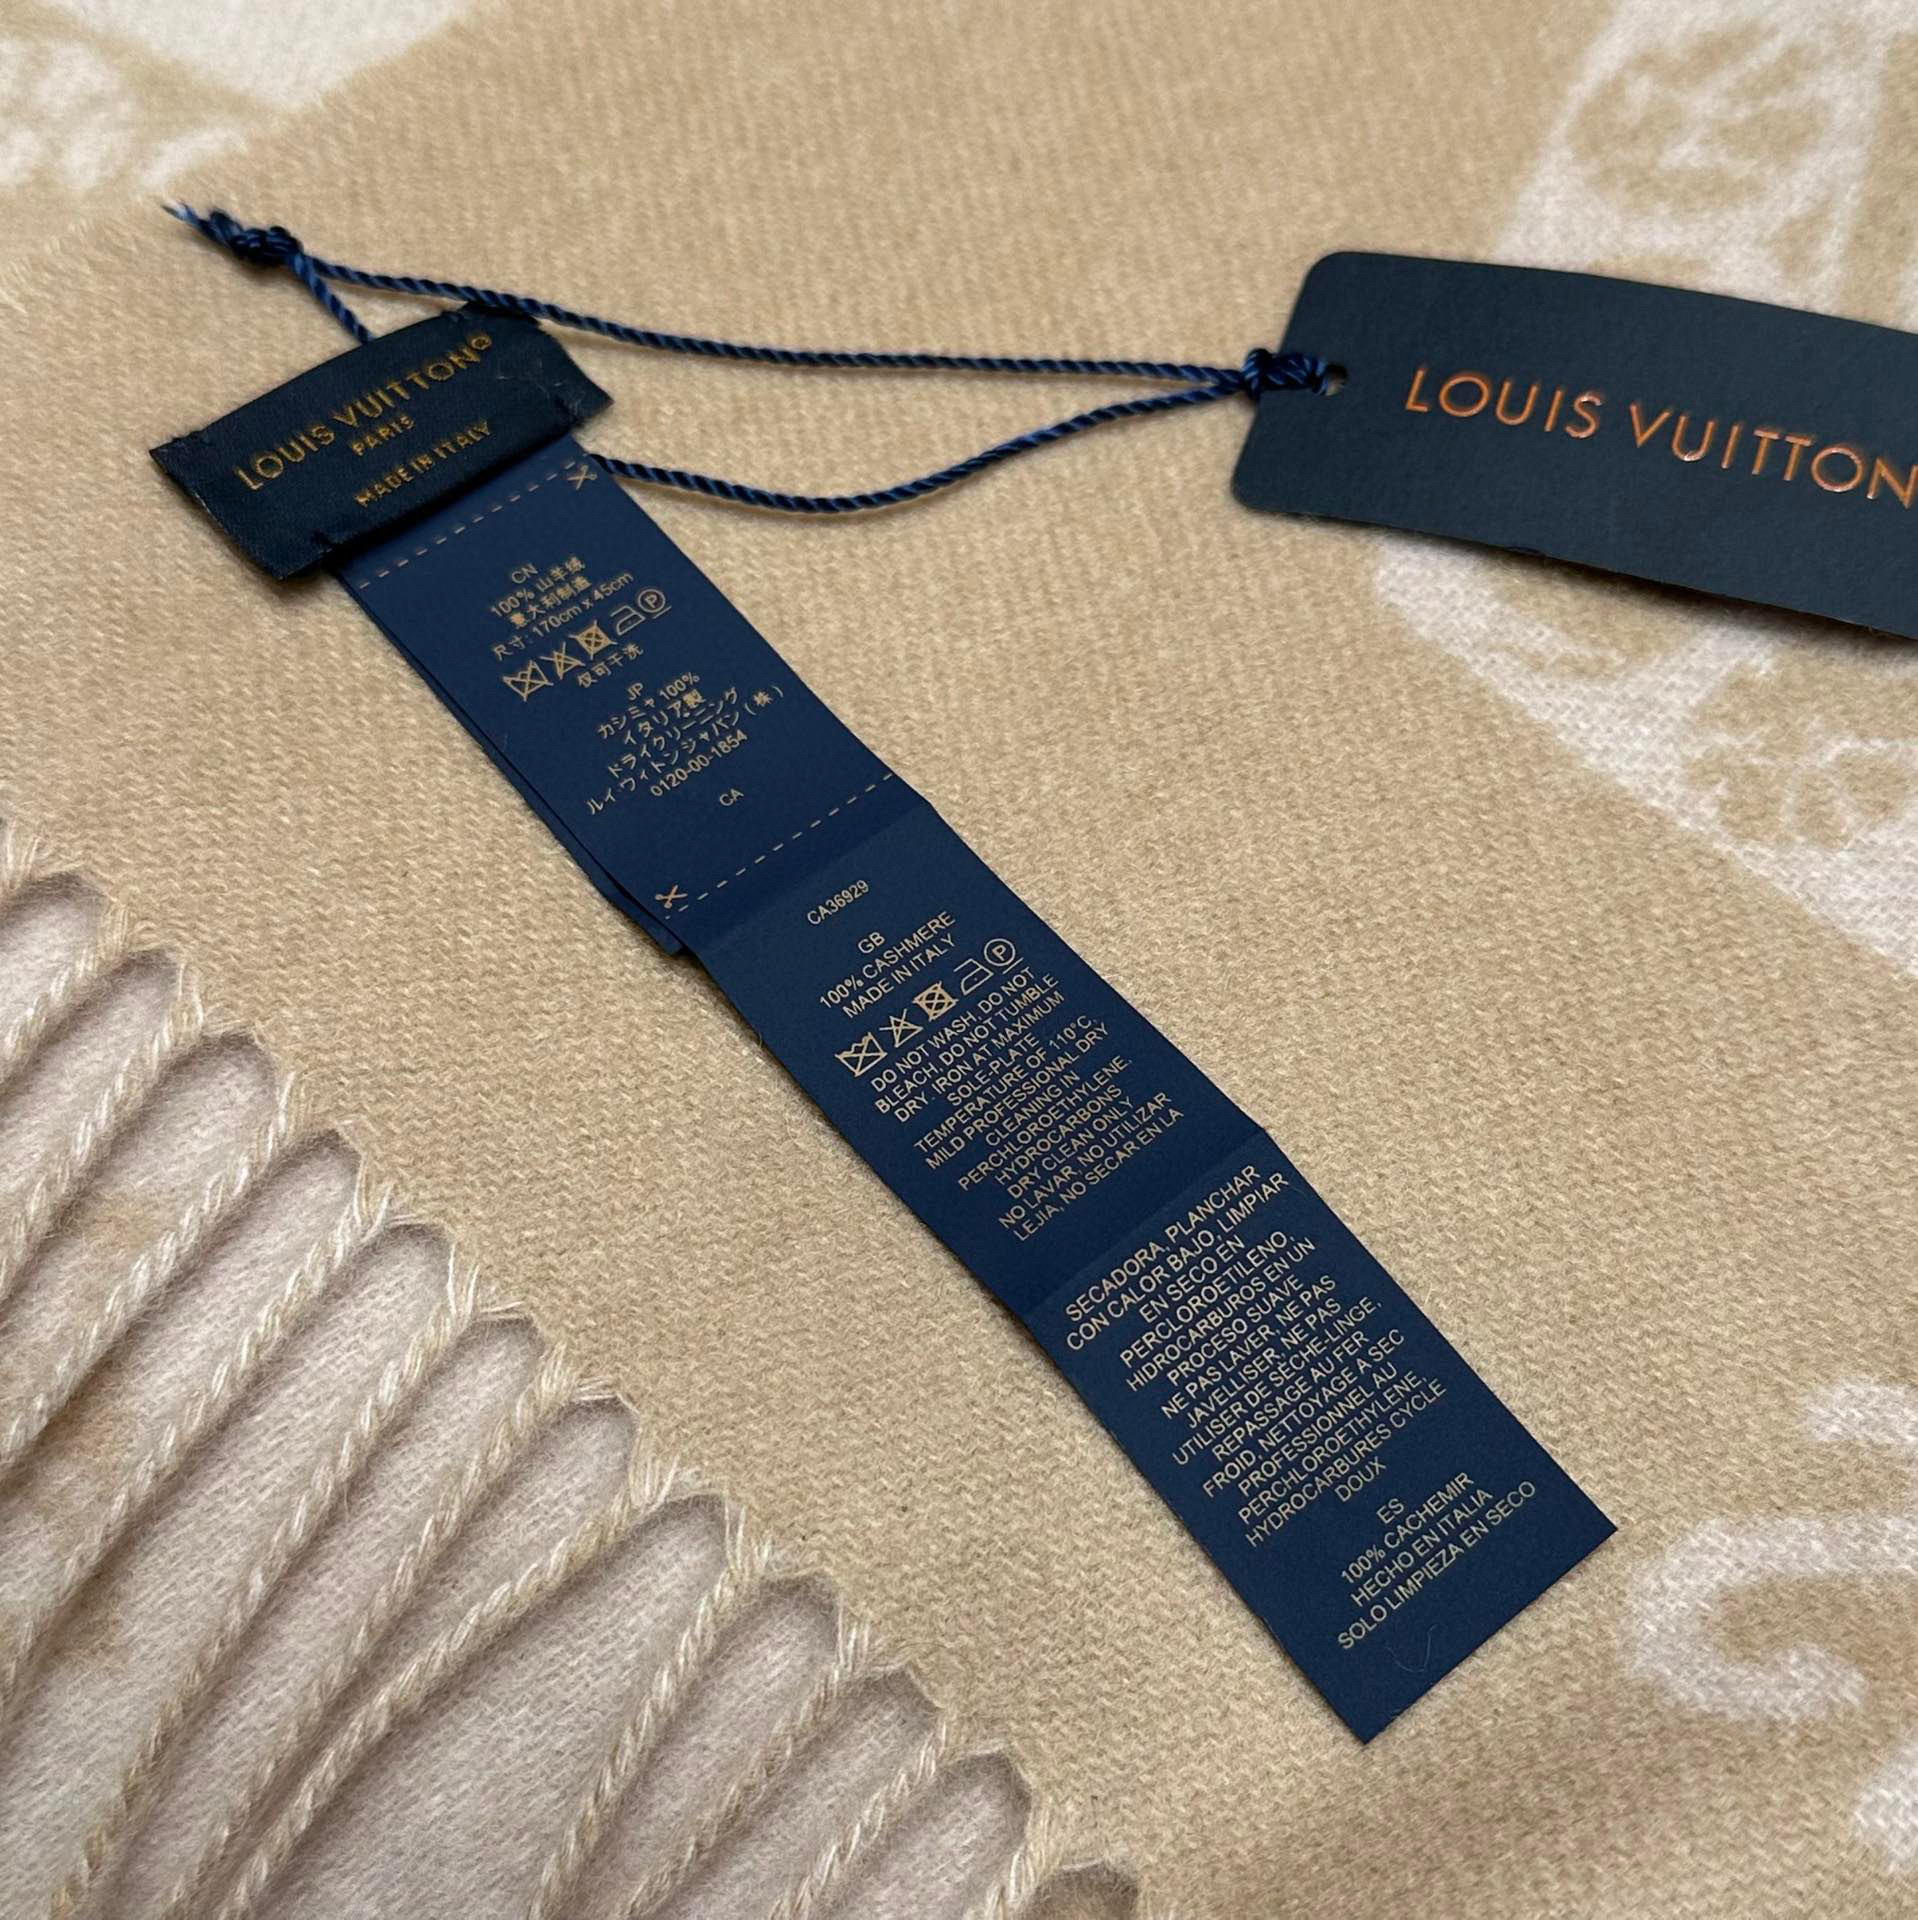 LOUIS VUITTON
PARIS
MADE IN ITALY
LOUIS VUITTON
CN
100% 山羊绒
意大利制造
尺寸: 170cm x 45cm
P
仅可干洗
JP
カシミヤ 100%
イタリア製
ドライクリーニング
ルイ・ヴィトン ジャパン (株)
0120-00-1854
CA
CA36929
GB
100% CASHMERE
MADE IN ITALY
P
DO NOT WASH, DO NOT
BLEACH, DO NOT TUMBLE
DRY. IRON AT MAXIMUM
SOLE-PLATE
TEMPERATURE OF 110°C,
MILD PROFESSIONAL DRY
CLEANING IN
PERCHLOROETHYLENE.
HYDROCARBONS
DRY CLEAN ONLY
NO LAVAR, NO UTILIZAR
LEJIA, NO SECAR EN LA
SECADORA, PLANCHAR
CON CALOR BAJO, LIMPIAR
EN SECO EN
PERCLOROETILENO,
HIDROCARBUROS EN UN
PROCESO SUAVE
NE PAS LAVER, NE PAS
JAVELLISER, NE PAS
UTILISER DE SÈCHE-LINGE,
REPASSAGE AU FER
FROID, NETTOYAGE A SEC
PROFESSIONNEL AU
PERCHLOROETHYLENE,
HYDROCARBURES CYCLE
DOUX
ES
100% CACHEMIR
HECHO EN ITALIA
SOLO LIMPIEZA EN SECO